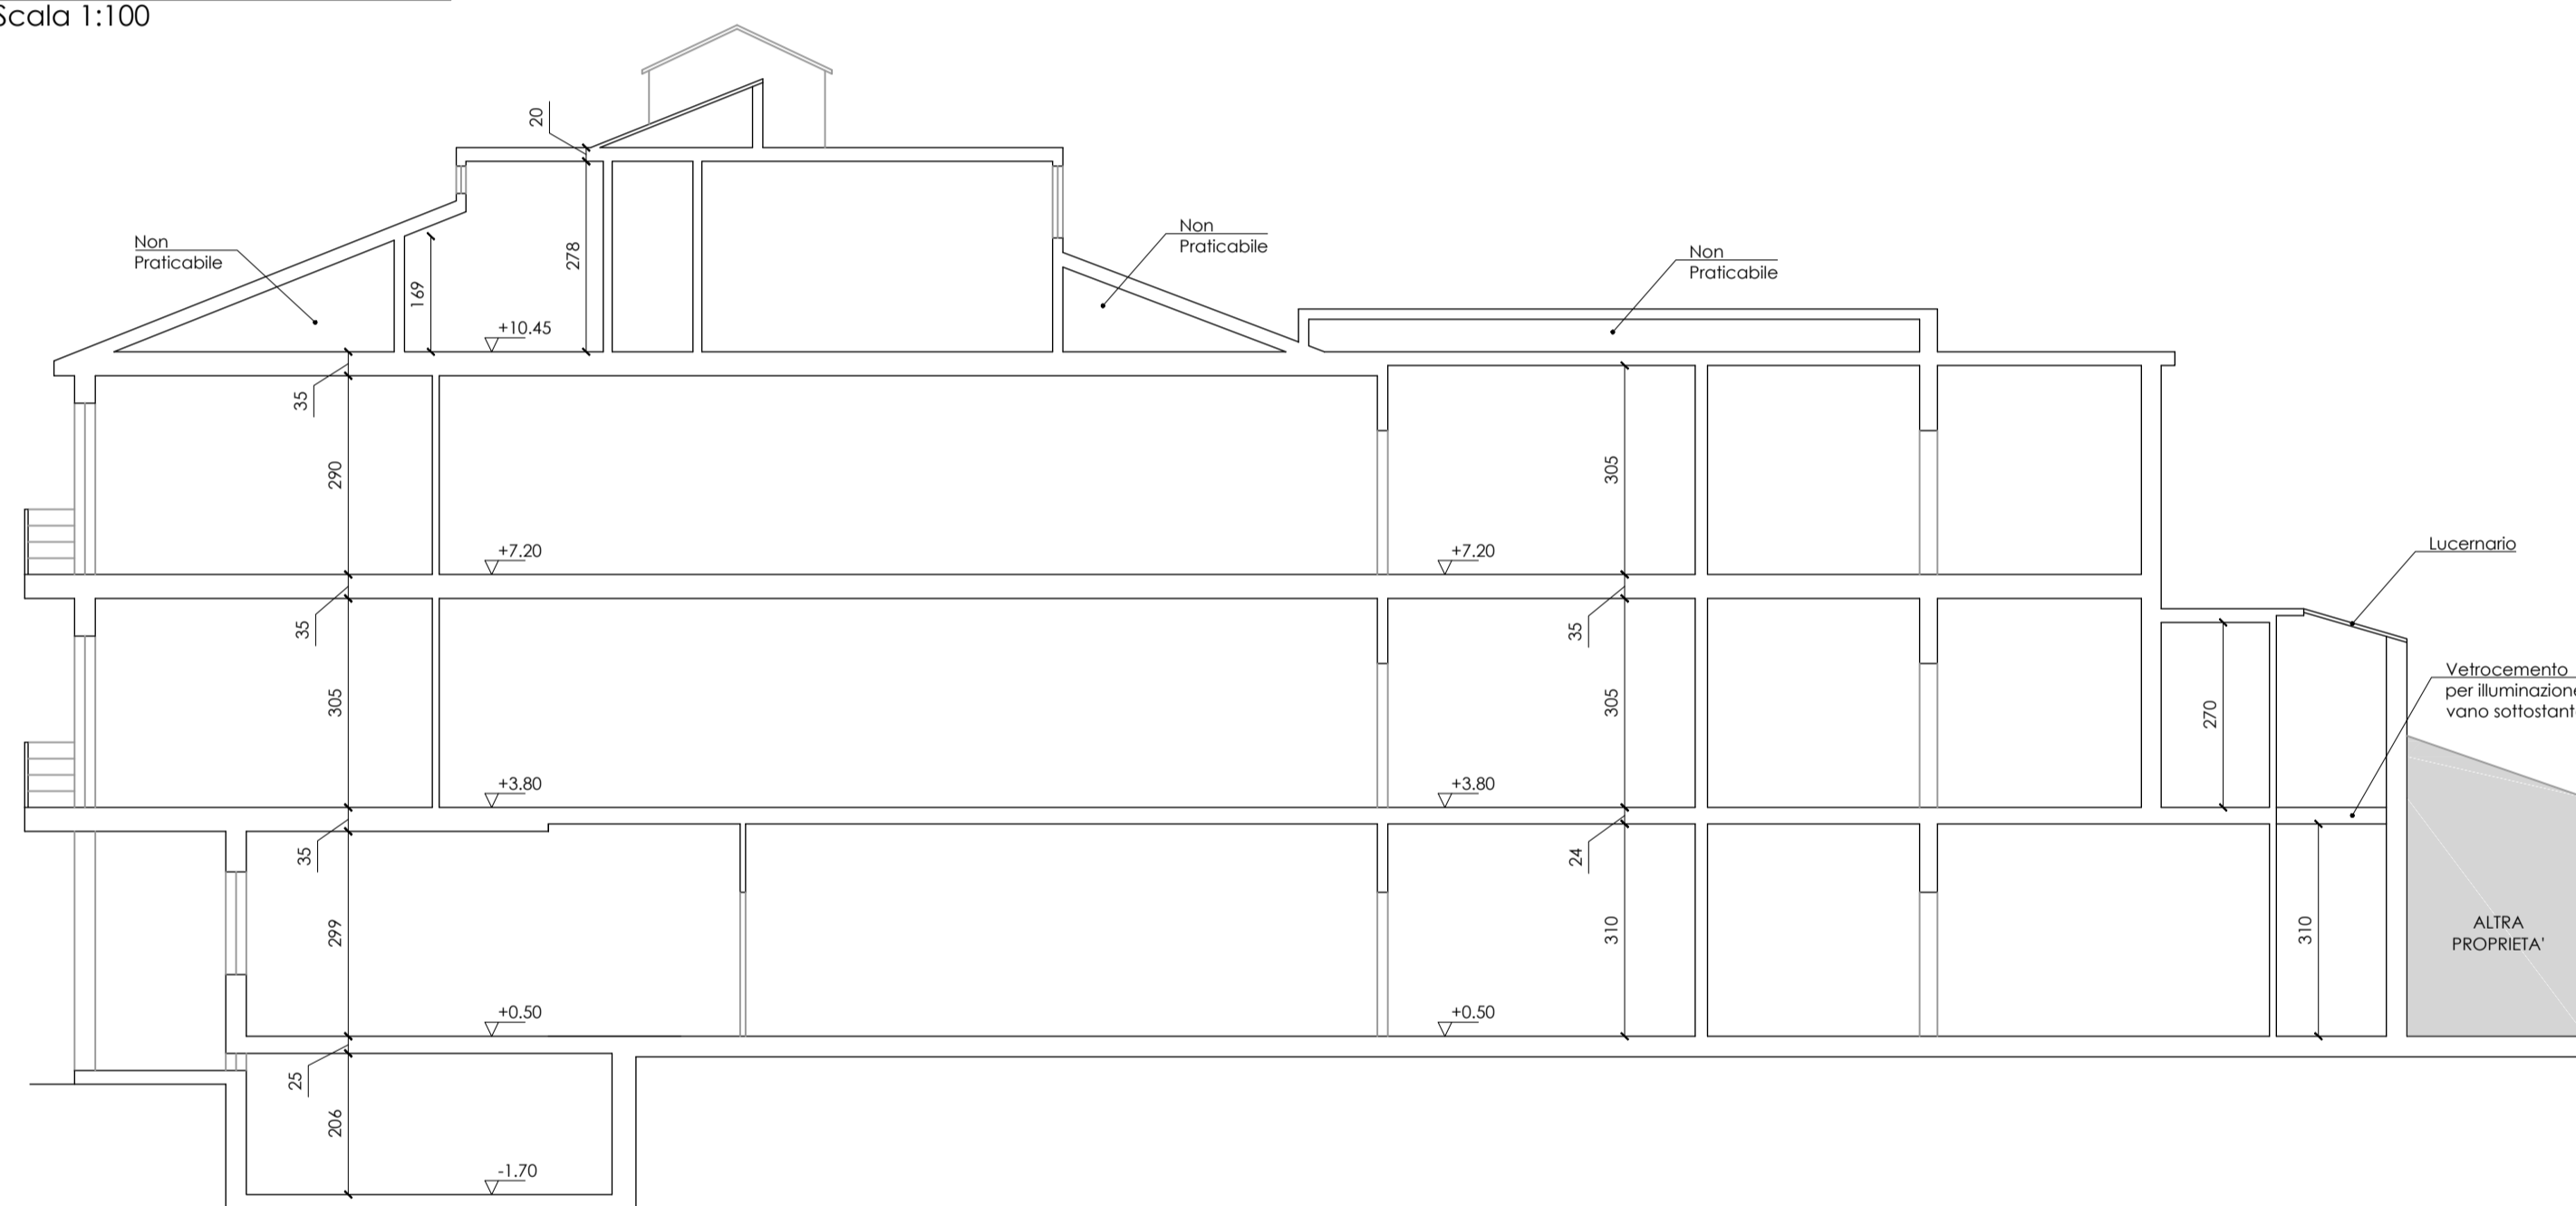 Scala 1:100
20
Non
Praticabile
278
169
+10.45
Non
Praticabile
Non
Praticabile
35
290
305
+7.20
+7.20
Lucernario
35
35
305
305
270
Vetrocemento
per illuminazione
vano sottostant
+3.80
+3.80
35
24
299
310
310
ALTRA
PROPRIETA'
+0.50
+0.50
25
206
-1.70